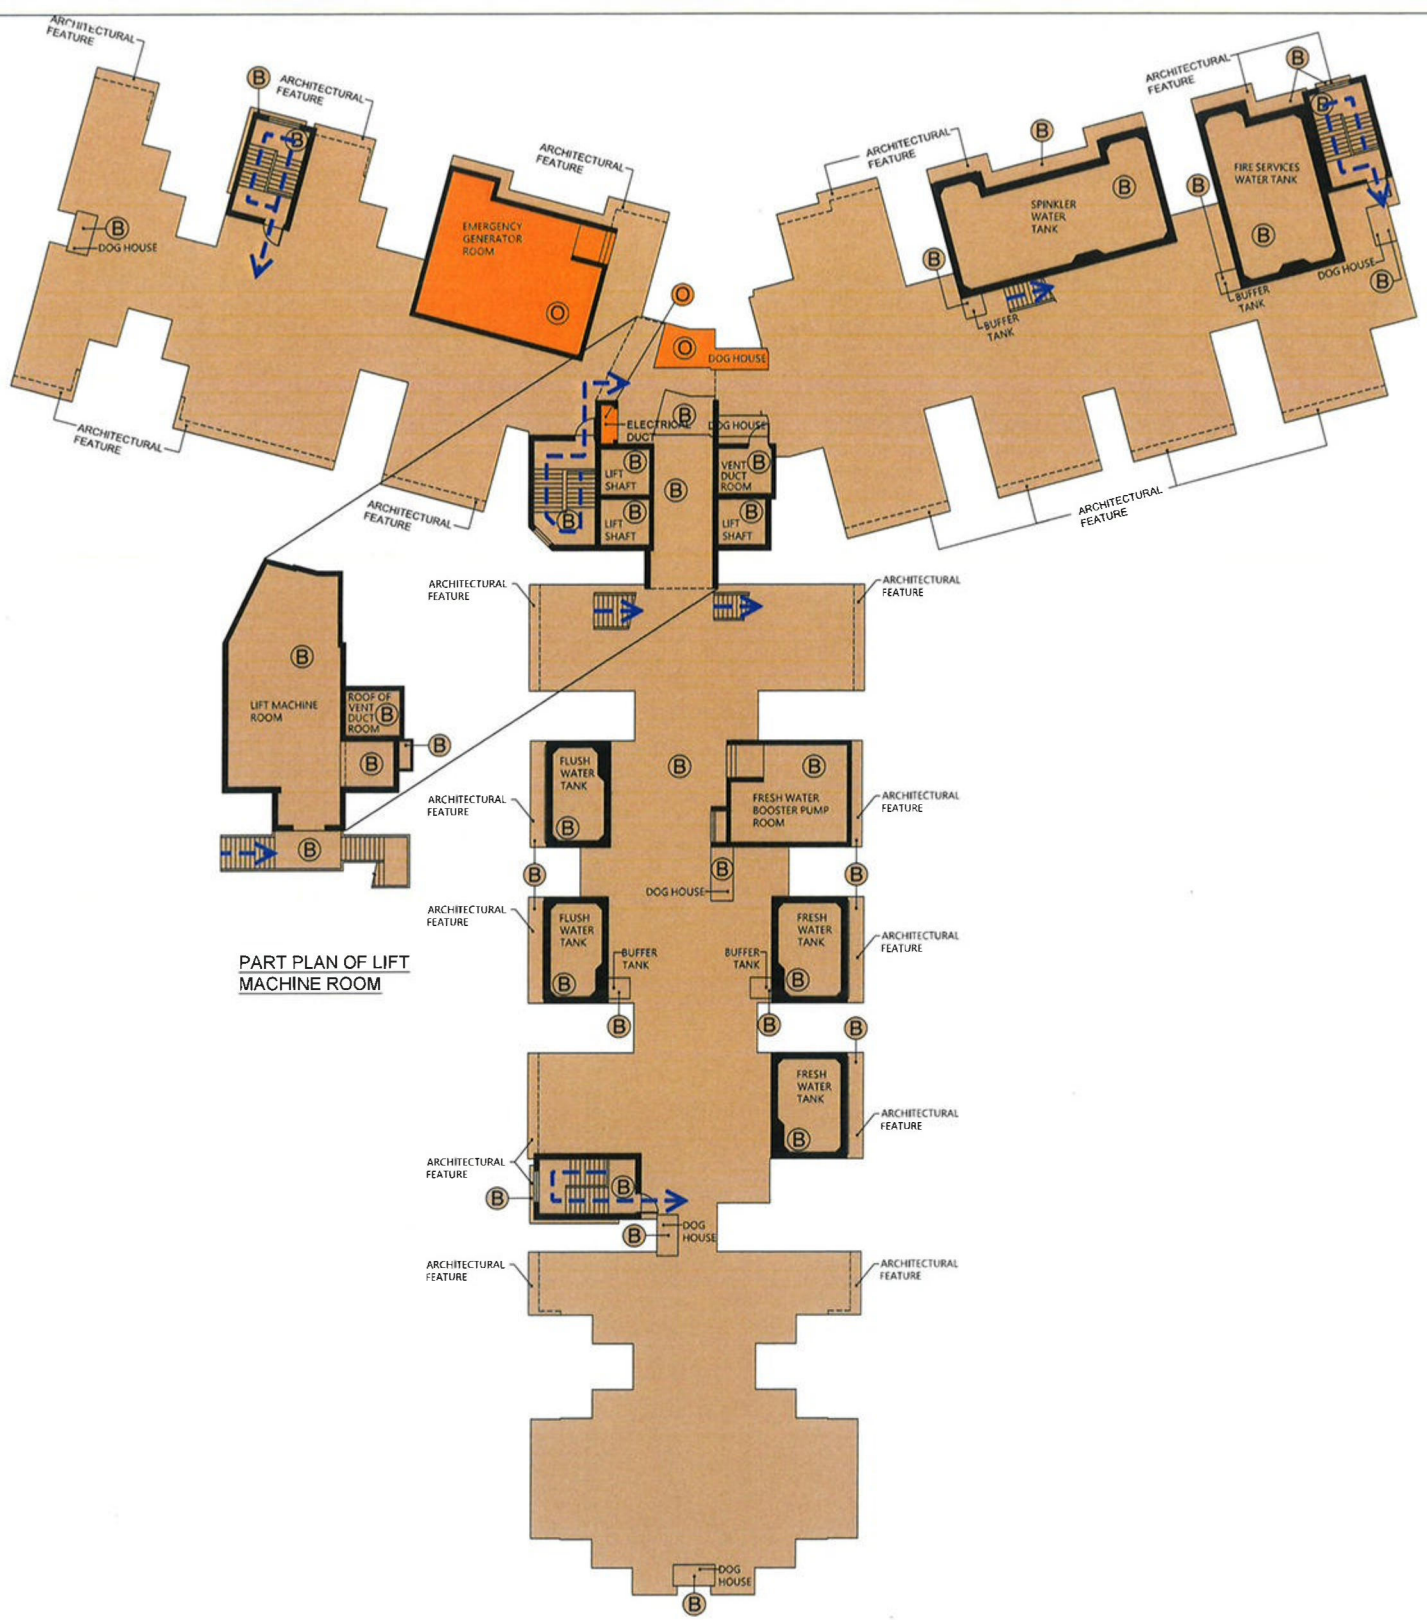 ARCHITECTURAL
FEATURE
B
ARCHITECTURAL
FEATURE
B
B
DOG HOUSE
ARCHITECTURAL
FEATURE
EMERGENCY
GENERATOR
ROOM
O
O
O
DOG HOUSE
ARCHITECTURAL
FEATURE
B
ARCHITECTURAL
FEATURE
B
B
B
SPINKLER
WATER
TANK
B
B
FIRE SERVICES
WATER TANK
B
B
DOG HOUSE
B
BUFFER
TANK
BUFFER
TANK
ARCHITECTURAL
FEATURE
ARCHITECTURAL
FEATURE
ARCHITECTURAL
FEATURE
B
DOG HOUSE
ELECTRICAL
DUCT
LIFT
SHAFT
B
VENT
DUCT
ROOM
B
B
LIFT
SHAFT
B
LIFT
SHAFT
B
B
ARCHITECTURAL
FEATURE
ARCHITECTURAL
FEATURE
B
LIFT MACHINE
ROOM
ROOF OF
VENT
DUCT
ROOM
B
B
B
B
PART PLAN OF LIFT
MACHINE ROOM
FLUSH
WATER
TANK
B
B
B
FRESH WATER
BOOSTER PUMP
ROOM
ARCHITECTURAL
FEATURE
ARCHITECTURAL
FEATURE
B
B
B
DOG HOUSE
ARCHITECTURAL
FEATURE
FLUSH
WATER
TANK
B
BUFFER
TANK
B
BUFFER
TANK
B
FRESH
WATER
TANK
B
ARCHITECTURAL
FEATURE
B
FRESH
WATER
TANK
B
ARCHITECTURAL
FEATURE
ARCHITECTURAL
FEATURE
B
B
B
DOG
HOUSE
ARCHITECTURAL
FEATURE
ARCHITECTURAL
FEATURE
DOG
HOUSE
B